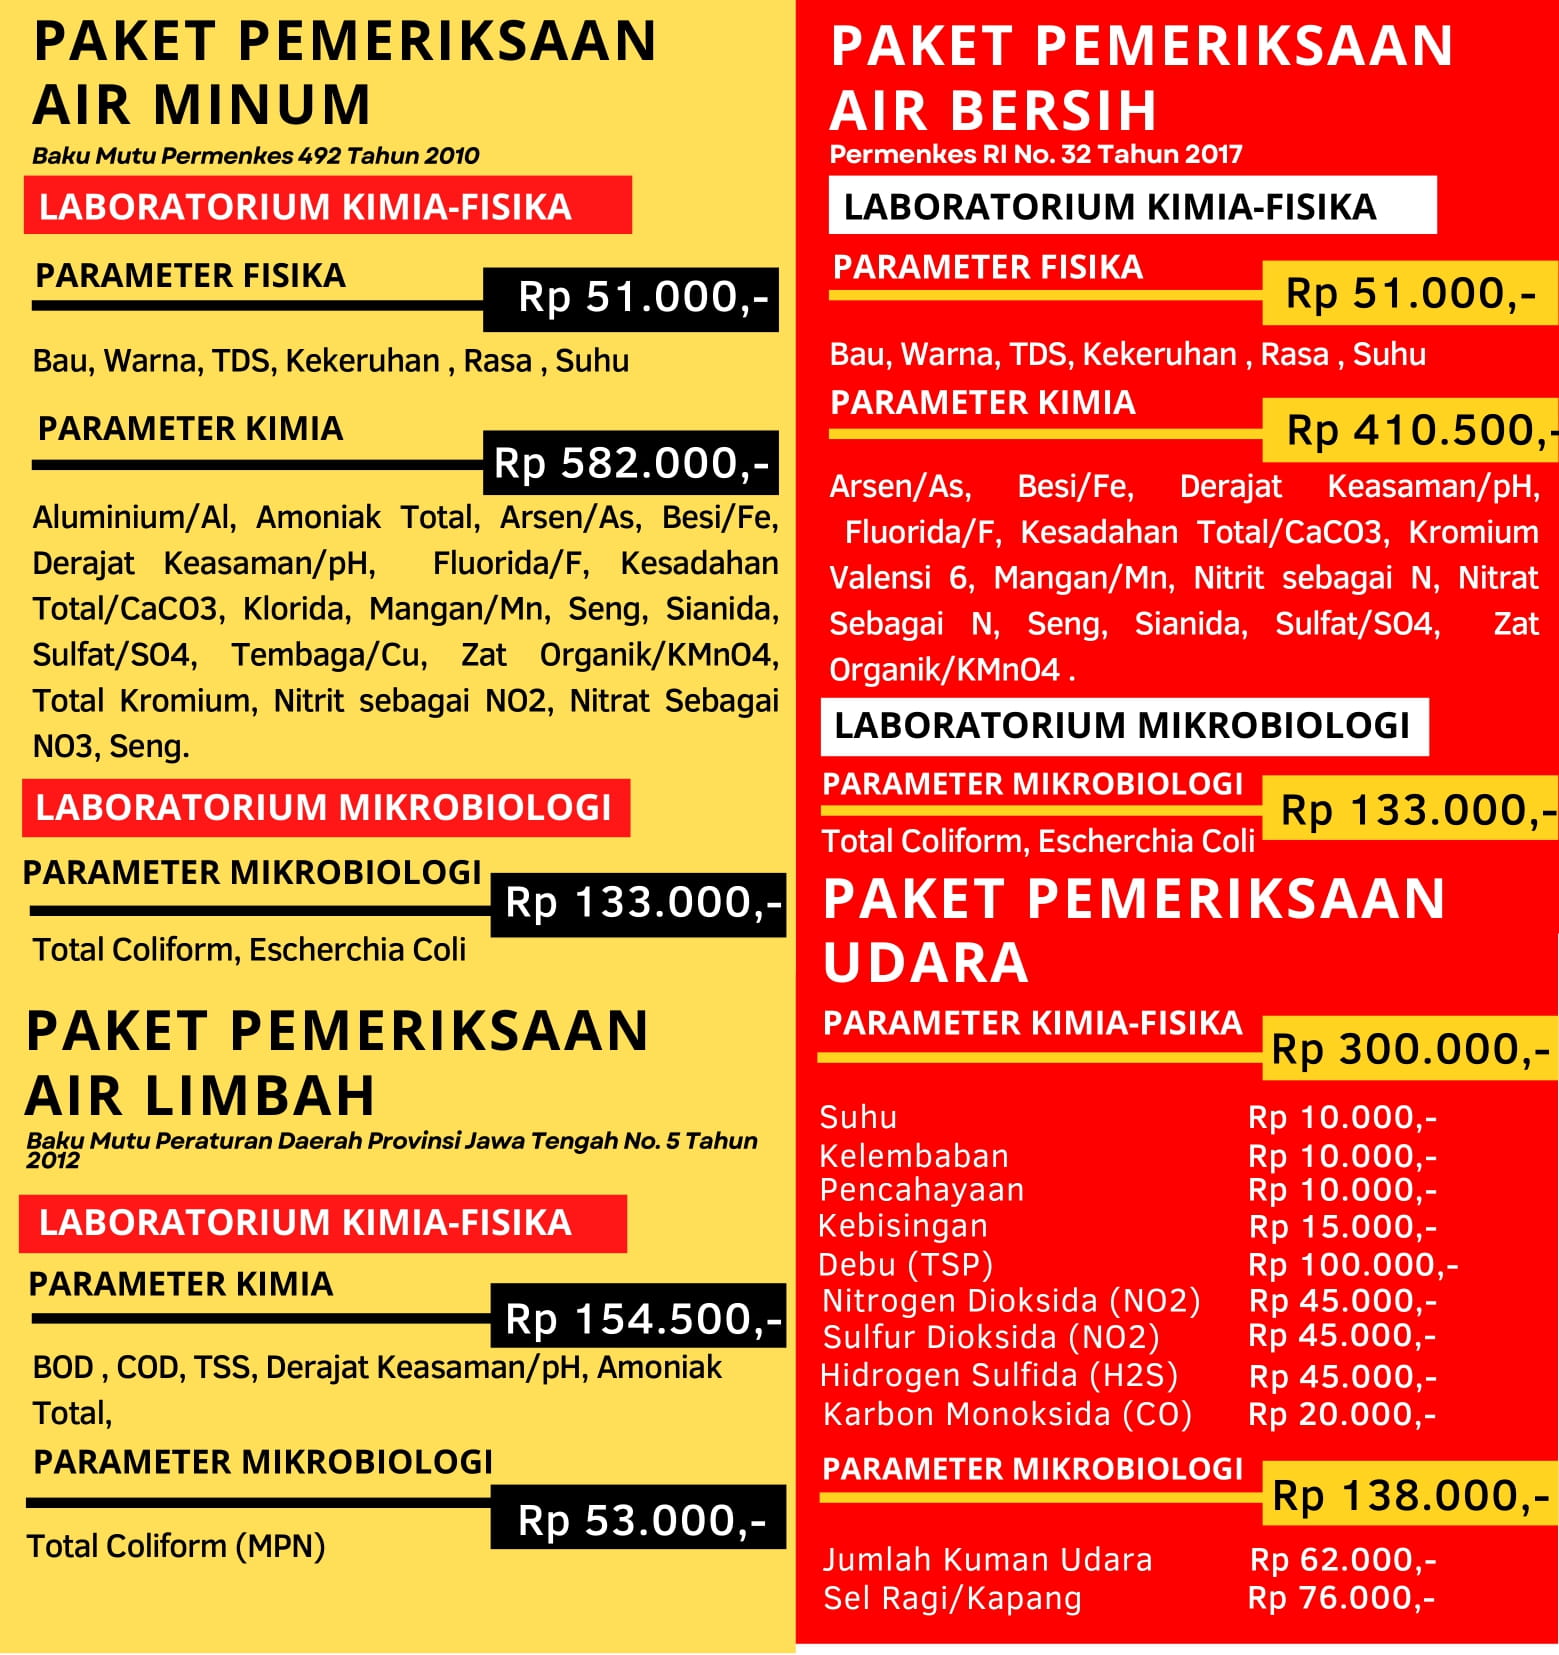 PAKET PEMERIKSAAN
AIR MINUM
Baku Mutu Permenkes 492 Tahun 2010
LABORATORIUM KIMIA-FISIKA
PARAMETER FISIKA
Rp 51.000,-
Bau, Warna, TDS, Kekeruhan , Rasa , Suhu
PARAMETER KIMIA
Rp 582.000,-
Aluminium/Al, Amoniak Total, Arsen/As, Besi/Fe,
Derajat Keasaman/pH, Fluorida/F, Kesadahan
Total/CaCO3, Klorida, Mangan/Mn, Seng, Sianida,
Sulfat/SO4, Tembaga/Cu, Zat Organik/KMnO4,
Total Kromium, Nitrit sebagai NO2, Nitrat Sebagai
NO3, Seng.
LABORATORIUM MIKROBIOLOGI
PARAMETER MIKROBIOLOGI
Rp 133.000,-
Total Coliform, Escherchia Coli
PAKET PEMERIKSAAN
AIR LIMBAH
Baku Mutu Peraturan Daerah Provinsi Jawa Tengah No. 5 Tahun
2012
LABORATORIUM KIMIA-FISIKA
PARAMETER KIMIA
Rp 154.500,-
BOD , COD, TSS, Derajat Keasaman/pH, Amoniak
Total,
PARAMETER MIKROBIOLOGI
Rp 53.000,-
Total Coliform (MPN)
PAKET PEMERIKSAAN
AIR BERSIH
Permenkes RI No. 32 Tahun 2017
LABORATORIUM KIMIA-FISIKA
PARAMETER FISIKA
Rp 51.000,-
Bau, Warna, TDS, Kekeruhan , Rasa , Suhu
PARAMETER KIMIA
Rp 410.500,-
Arsen/As, Besi/Fe, Derajat Keasaman/pH,
Fluorida/F, Kesadahan Total/CaCO3, Kromium
Valensi 6, Mangan/Mn, Nitrit sebagai N, Nitrat
Sebagai N, Seng, Sianida, Sulfat/SO4, Zat
Organik/KMnO4 .
LABORATORIUM MIKROBIOLOGI
PARAMETER MIKROBIOLOGI
Rp 133.000,-
Total Coliform, Escherchia Coli
PAKET PEMERIKSAAN
UDARA
PARAMETER KIMIA-FISIKA
Rp 300.000,-
Suhu Rp 10.000,-
Kelembaban Rp 10.000,-
Pencahayaan Rp 10.000,-
Kebisingan Rp 15.000,-
Debu (TSP) Rp 100.000,-
Nitrogen Dioksida (NO2) Rp 45.000,-
Sulfur Dioksida (NO2) Rp 45.000,-
Hidrogen Sulfida (H2S) Rp 45.000,-
Karbon Monoksida (CO) Rp 20.000,-
PARAMETER MIKROBIOLOGI
Rp 138.000,-
Jumlah Kuman Udara Rp 62.000,-
Sel Ragi/Kapang Rp 76.000,-